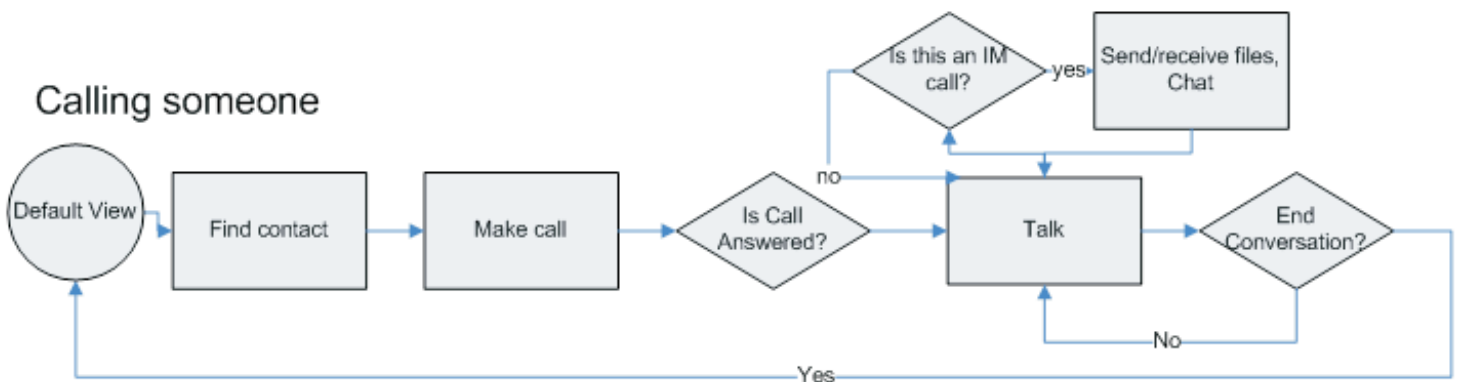 Calling someone
Is this an IM
call?
yes
Send/receive files,
Chat
no
Default View
Find contact
Make call
Is Call
Answered?
Talk
End
Conversation?
No
Yes